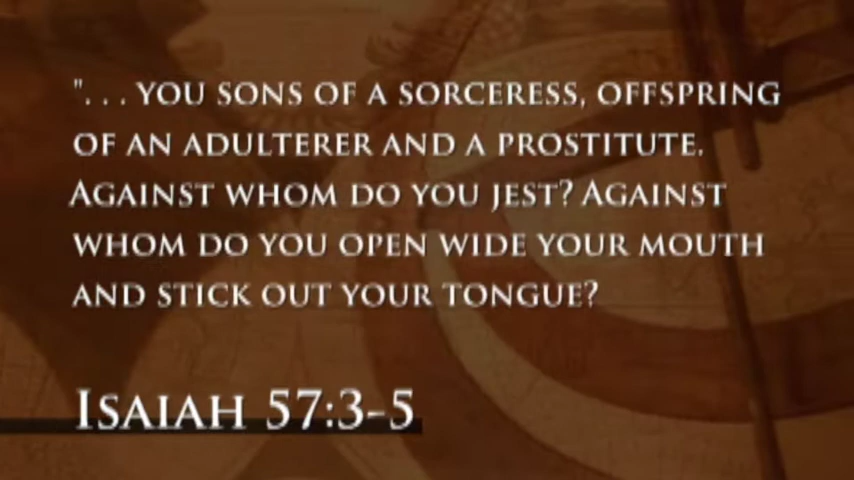 ". . . YOU SONS OF A SORCERESS, OFFSPRING
OF AN ADULTERER AND A PROSTITUTE.
AGAINST WHOM DO YOU JEST? AGAINST
WHOM DO YOU OPEN WIDE YOUR MOUTH
AND STICK OUT YOUR TONGUE?
ISAIAH 57:3-5